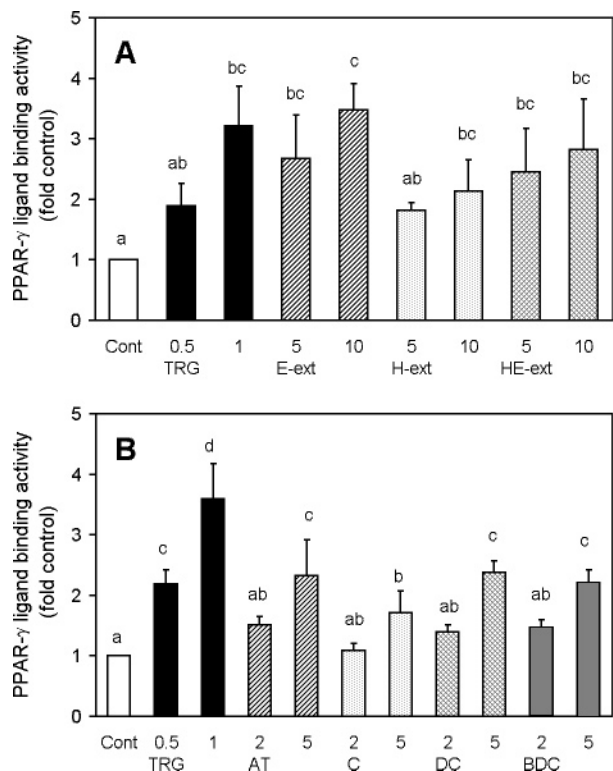 A
PPAR-γ ligand binding activity
(fold control)
5
4
3
2
1
0
a
ab
bc
bc
c
ab
bc
bc
bc
Cont 0.5 1 5 10 5 10 5 10
TRG E-ext H-ext HE-ext
B
PPAR-γ ligand binding activity
(fold control)
5
4
3
2
1
0
a
c
d
ab
c
ab
b
ab
c
ab
c
Cont 0.5 1 2 5 2 5 2 5 2 5
TRG AT C DC BDC